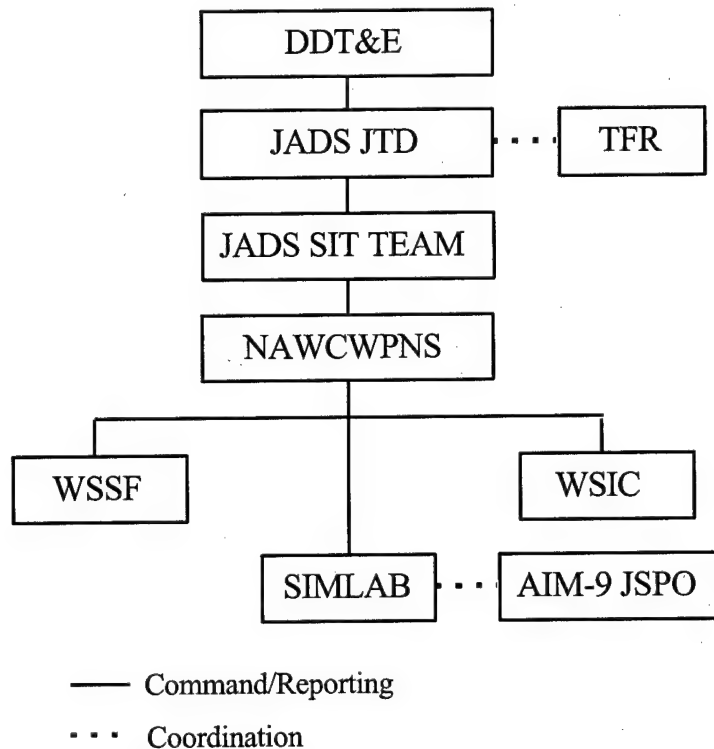 DDT&E
JADS JTD
TFR
JADS SIT TEAM
NAWCWPNS
WSSF
WSIC
SIMLAB
AIM-9 JSPO
Command/Reporting
Coordination